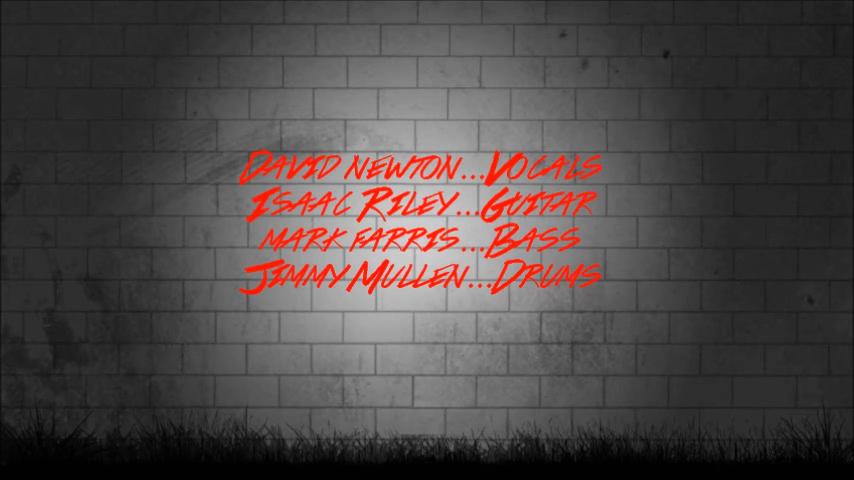 David newton...Vocals
Isaac Riley...Guitar
mark farris...Bass
Jimmy Mullen...Drums